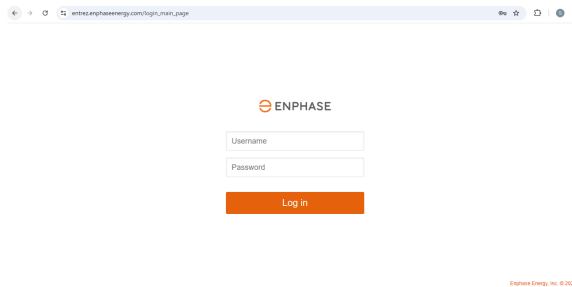 entrez.enphaseenergy.com/login_main_page
ENPHASE
Username
Password
Log in
Enphase Energy, Inc. © 20